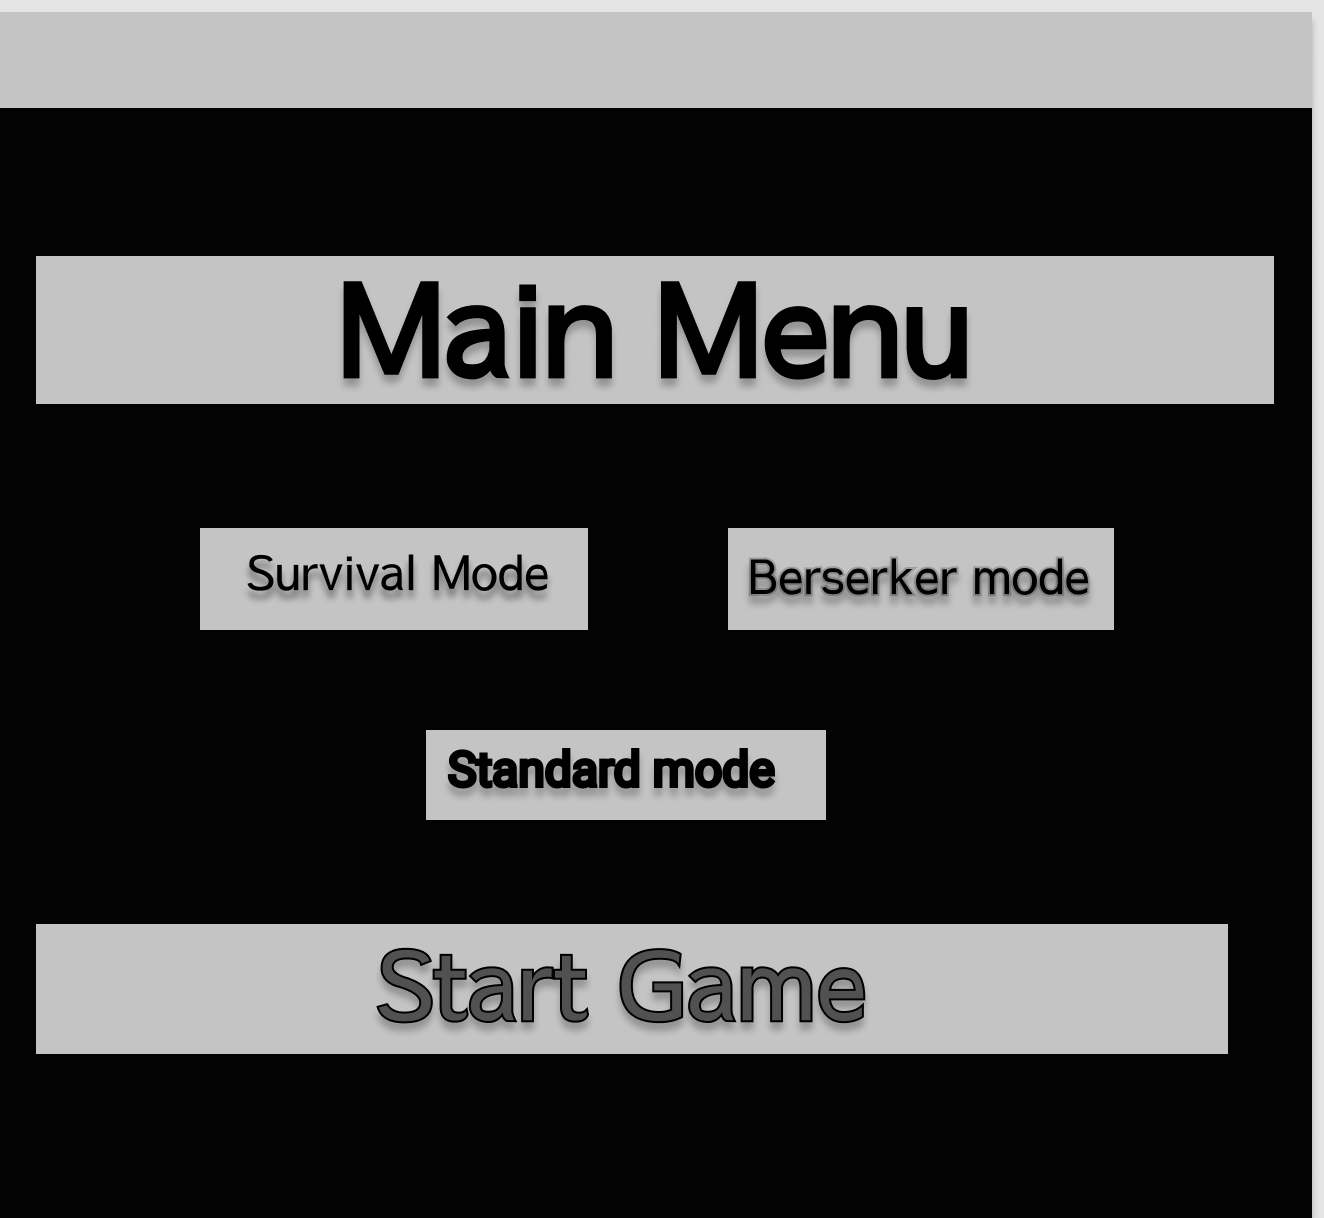 Main Menu
Survival Mode
Berserker mode
Standard mode
Start Game